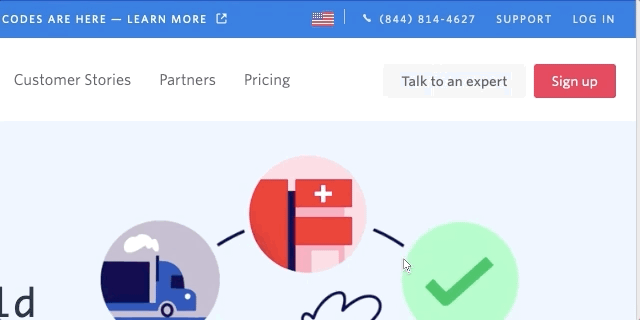 CODES ARE HERE — LEARN MORE
(844) 814-4627 SUPPORT LOG IN
Customer Stories Partners Pricing Talk to an expert Sign up
ld